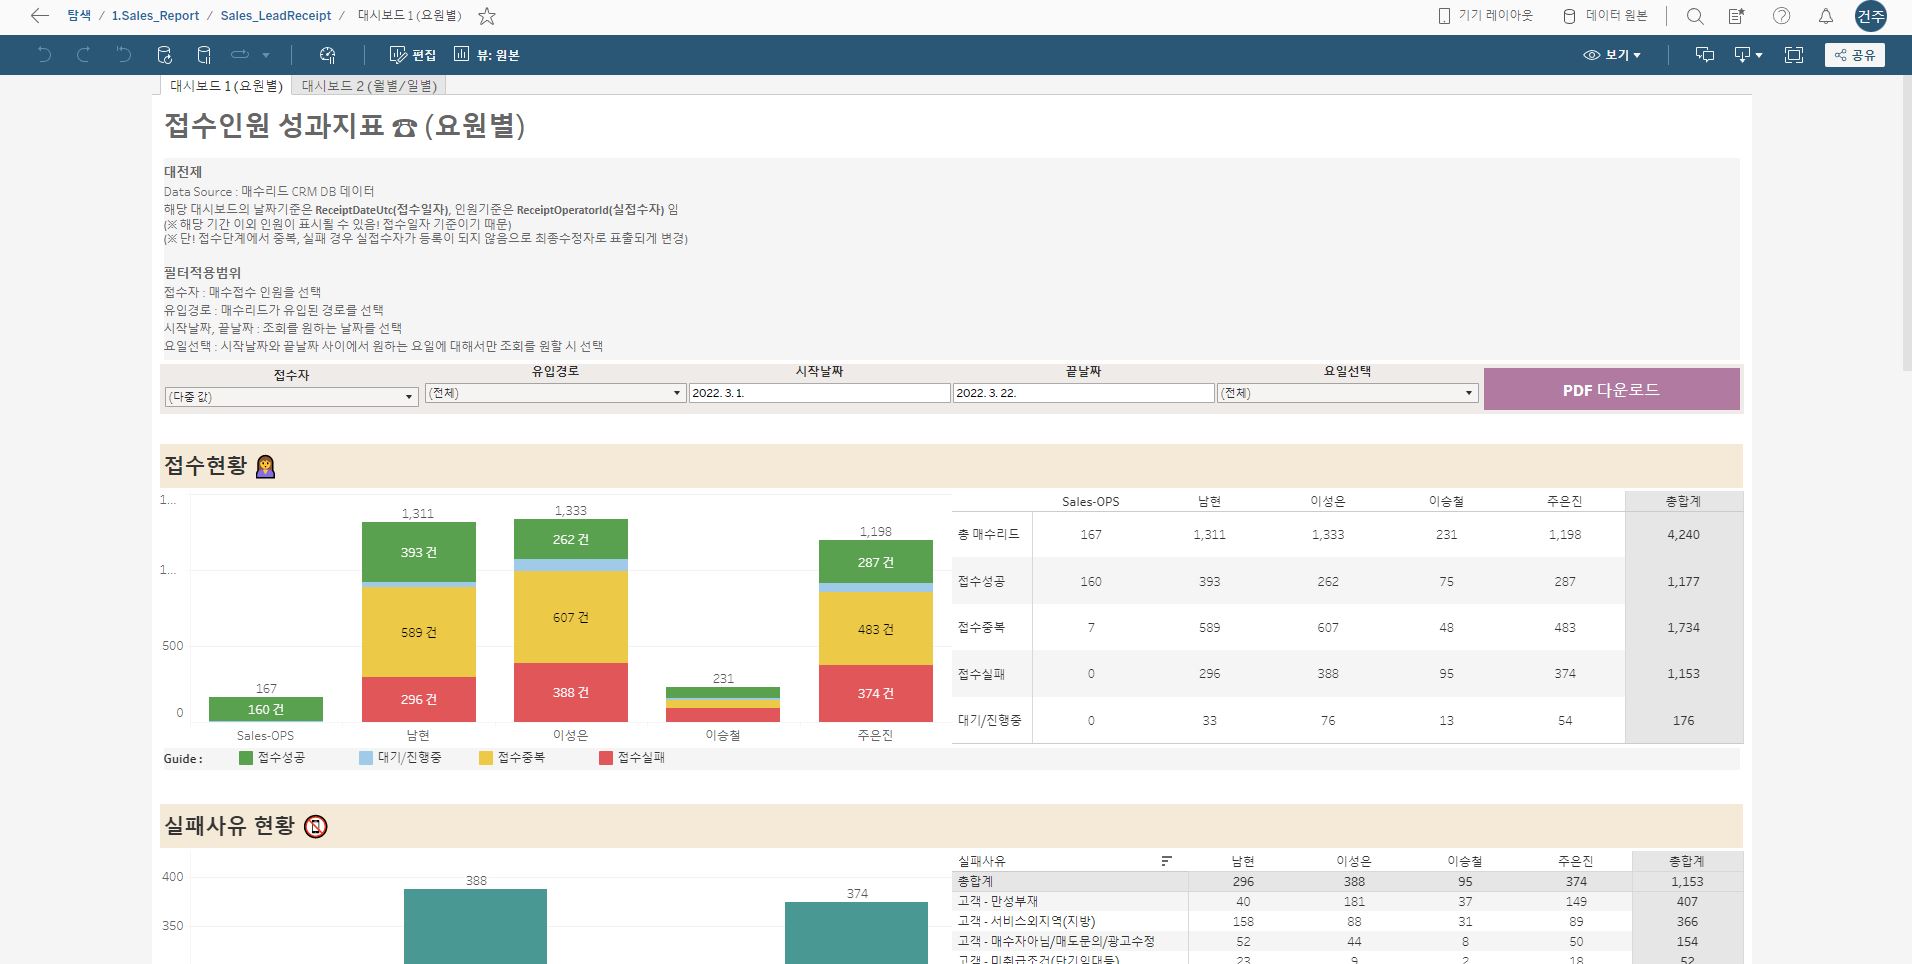 탐색 / 1.Sales_Report / Sales_LeadReceipt / 대시보드 1 (요원별)
기기 레이아웃
데이터 원본
건주
편집
뷰: 원본
보기
공유
대시보드 1 (요원별)
대시보드 2 (월별/일별)
접수인원 성과지표 ☎ (요원별)
대전제
Data Source : 매수리드 CRM DB 데이터
해당 대시보드의 날짜기준은 ReceiptDateUtc(접수일자), 인원기준은 ReceiptOperatorId(실접수자) 임
(※ 해당 기간 이외 인원이 표시될 수 있음! 접수일자 기준이기 때문)
(※ 단! 접수단계에서 중복, 실패 경우 실접수자가 등록이 되지 않음으로 최종수정자로 표출되게 변경)
필터적용범위
접수자 : 매수접수 인원을 선택
유입경로 : 매수리드가 유입된 경로를 선택
시작날짜, 끝날짜 : 조회를 원하는 날짜를 선택
요일선택 : 시작날짜와 끝날짜 사이에서 원하는 요일에 대해서만 조회를 원할 시 선택
접수자 유입경로 시작날짜 끝날짜 요일선택
(다중 값) (전체) 2022. 3. 1. 2022. 3. 22. (전체)
PDF 다운로드
접수현황
1...
1...
500
0
167
160 건
1,311
393 건
589 건
296 건
1,333
262 건
607 건
388 건
231
1,198
287 건
483 건
374 건
Sales-OPS 남현 이성은 이승철 주은진
Guide : 접수성공 대기/진행중 접수중복 접수실패
Sales-OPS 남현 이성은 이승철 주은진 총합계
총 매수리드 167 1,311 1,333 231 1,198 4,240
접수성공 160 393 262 75 287 1,177
접수중복 7 589 607 48 483 1,734
접수실패 0 296 388 95 374 1,153
대기/진행중 0 33 76 13 54 176
실패사유 현황
400
350
388
374
실패사유 남현 이성은 이승철 주은진 총합계
총합계 296 388 95 374 1,153
고객 - 만성부재 40 181 37 149 407
고객 - 서비스외지역(지방) 158 88 31 89 366
고객 - 매수자아님/매도문의/광고수정 52 44 8 50 154
고객 - 미취급조건(단기임대등) 23 9 2 18 52